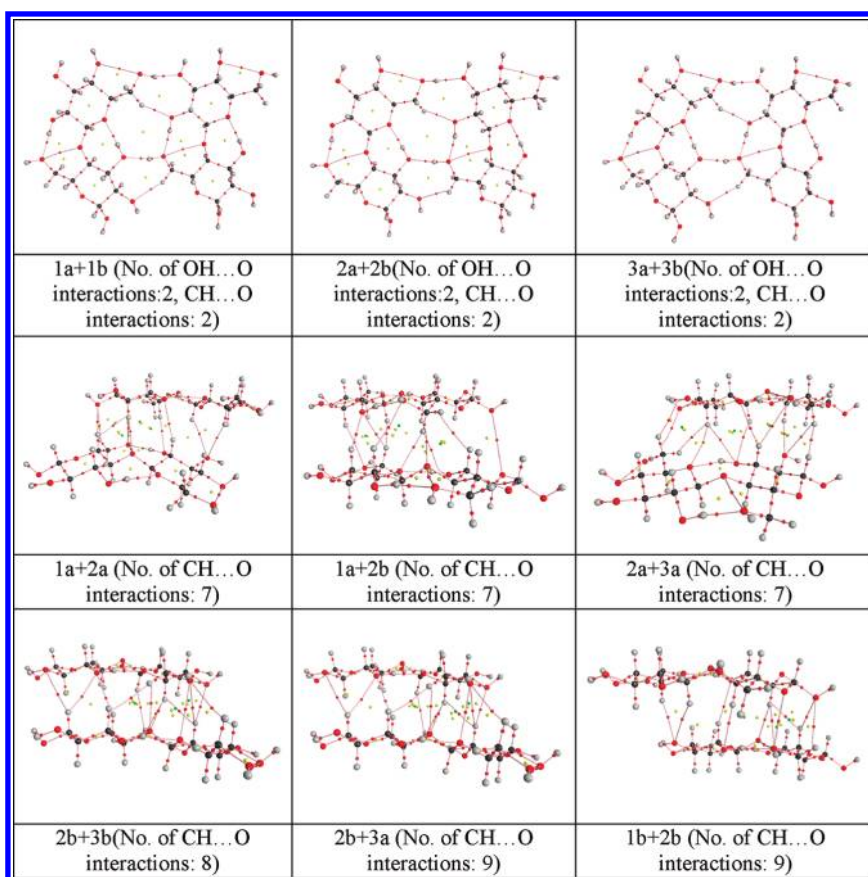 1a+1b (No. of OH…O
interactions:2, CH…O
interactions: 2)
2a+2b(No. of OH…O
interactions:2, CH…O
interactions: 2)
3a+3b(No. of OH…O
interactions:2, CH…O
interactions: 2)
1a+2a (No. of CH…O
interactions: 7)
1a+2b (No. of CH…O
interactions: 7)
2a+3a (No. of CH…O
interactions: 7)
2b+3b(No. of CH…O
interactions: 8)
2b+3a (No. of CH…O
interactions: 9)
1b+2b (No. of CH…O
interactions: 9)